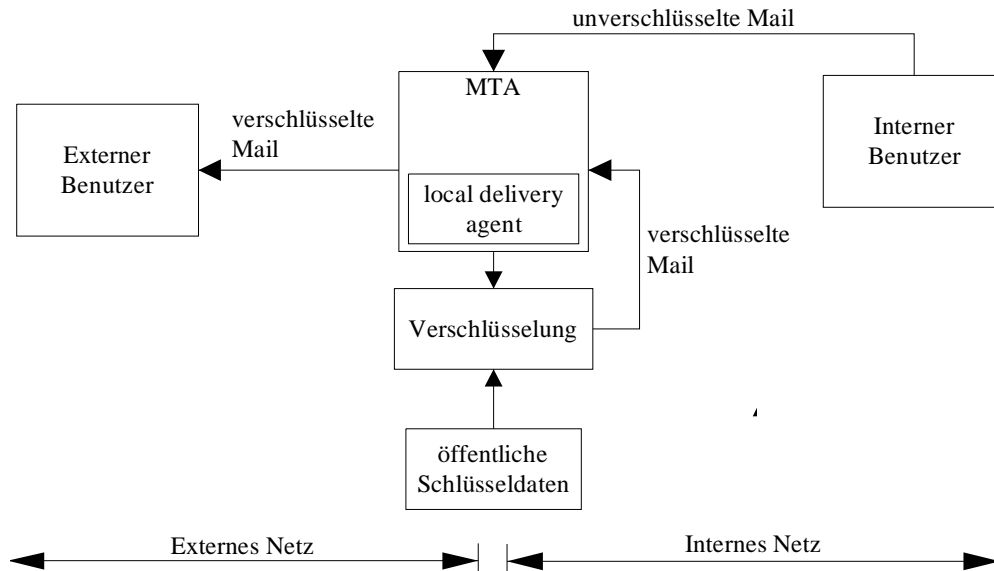 unverschlüsselte Mail
MTA
verschlüsselte
Mail
Externer
Benutzer
Interner
Benutzer
local delivery
agent
verschlüsselte
Mail
Verschlüsselung
öffentliche
Schlüsseldaten
Externes Netz
Internes Netz